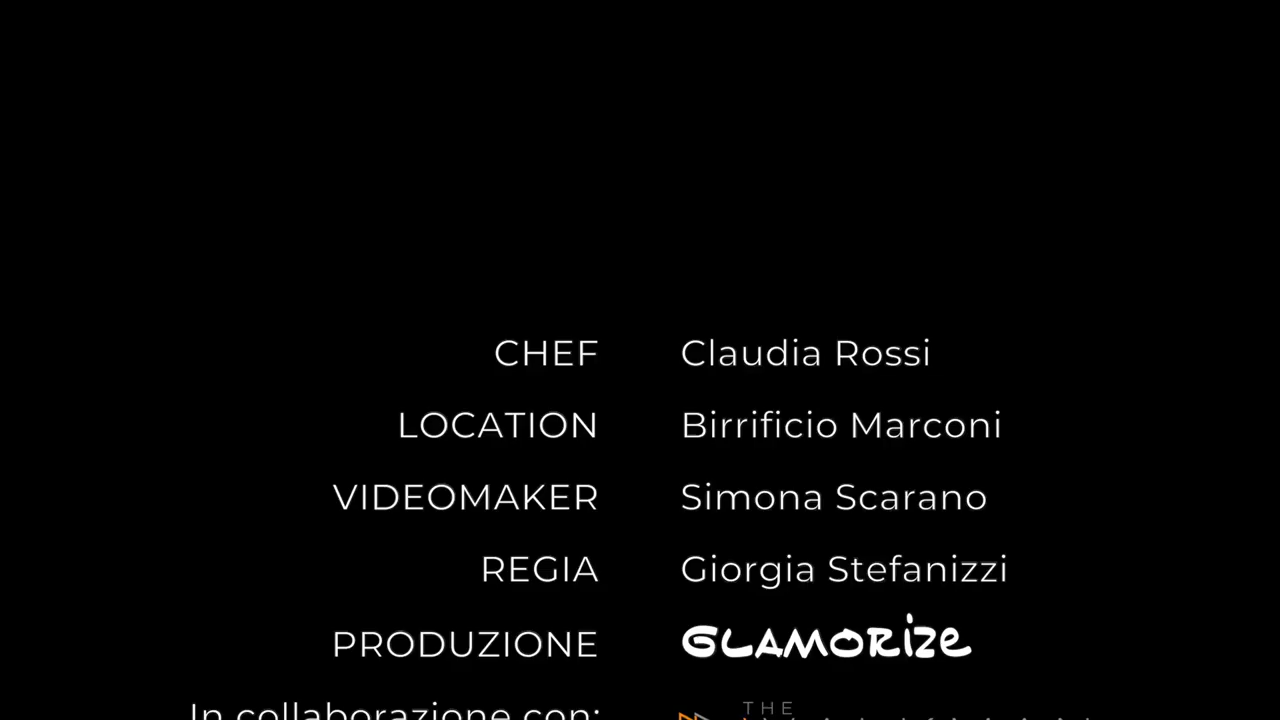 CHEF Claudia Rossi
LOCATION Birrificio Marconi
VIDEOMAKER Simona Scarano
REGIA Giorgia Stefanizzi
PRODUZIONE GLAMORiZe
In collaborazione con: THE